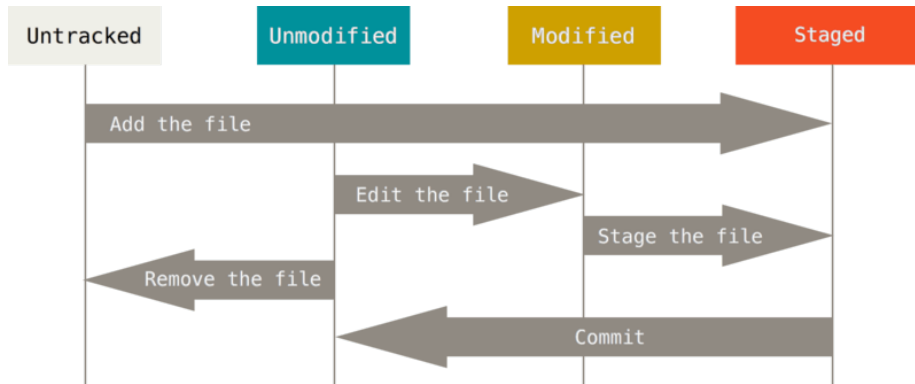 Untracked
Unmodified
Modified
Staged
Add the file
Edit the file
Stage the file
Remove the file
Commit